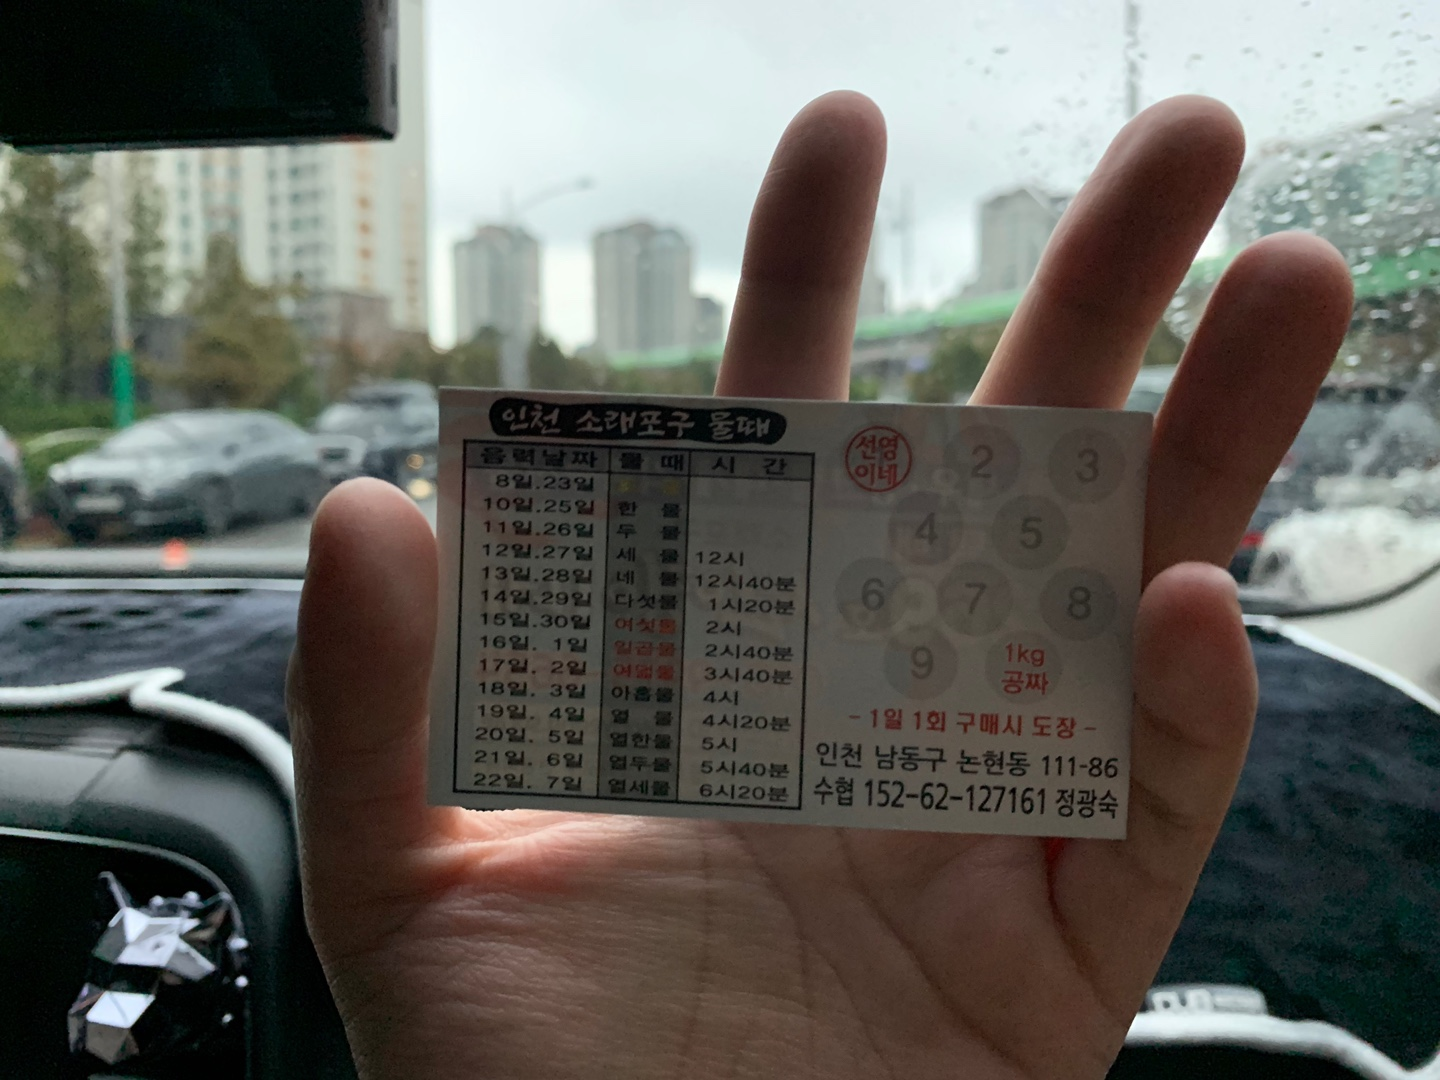 인천 소래포구 물때
음력날짜 물 때 시 간
8일.23일
10일.25일 한 물
11일.26일 두 물
12일.27일 세 물 12시
13일.28일 네 물 12시40분
14일.29일 다섯물 1시20분
15일.30일 여섯물 2시
16일. 1일 일곱물 2시40분
17일. 2일 여덟물 3시40분
18일. 3일 아홉물 4시
19일. 4일 열 물 4시20분
20일. 5일 열한물 5시
21일. 6일 열두물 5시40분
22일. 7일 열세물 6시20분
선영
이네
2 3
4 5
6 7 8
9 1kg
공짜
- 1일 1회 구매시 도장 -
인천 남동구 논현동 111-86
수협 152-62-127161 정광숙